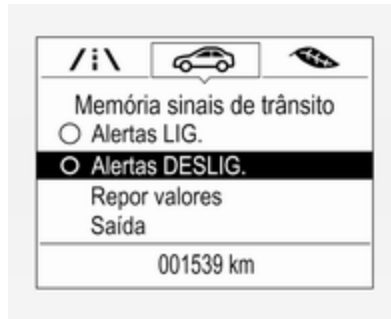 Memória sinais de trânsito
Alertas LIG.
Alertas DESLIG.
Repor valores
Saída
001539 km